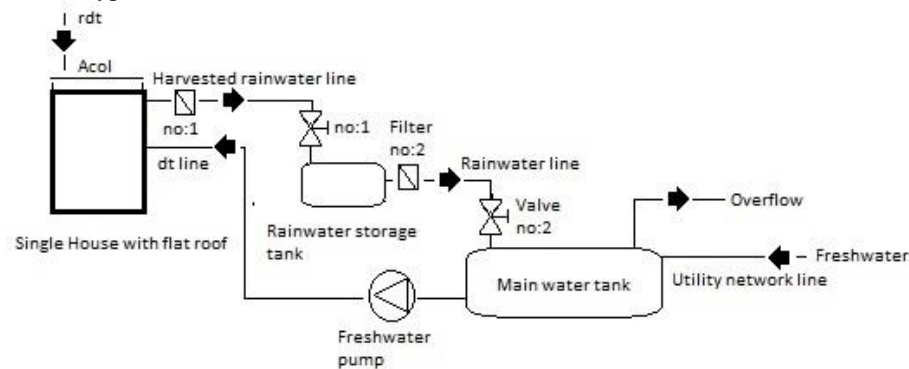 rdt
Acol
Harvested rainwater line
no:1
no:1
Filter
no:2
Rainwater line
dt line
Valve
no:2
Overflow
Single House with flat roof
Rainwater storage
tank
Main water tank
Freshwater
Utility network line
Freshwater
pump